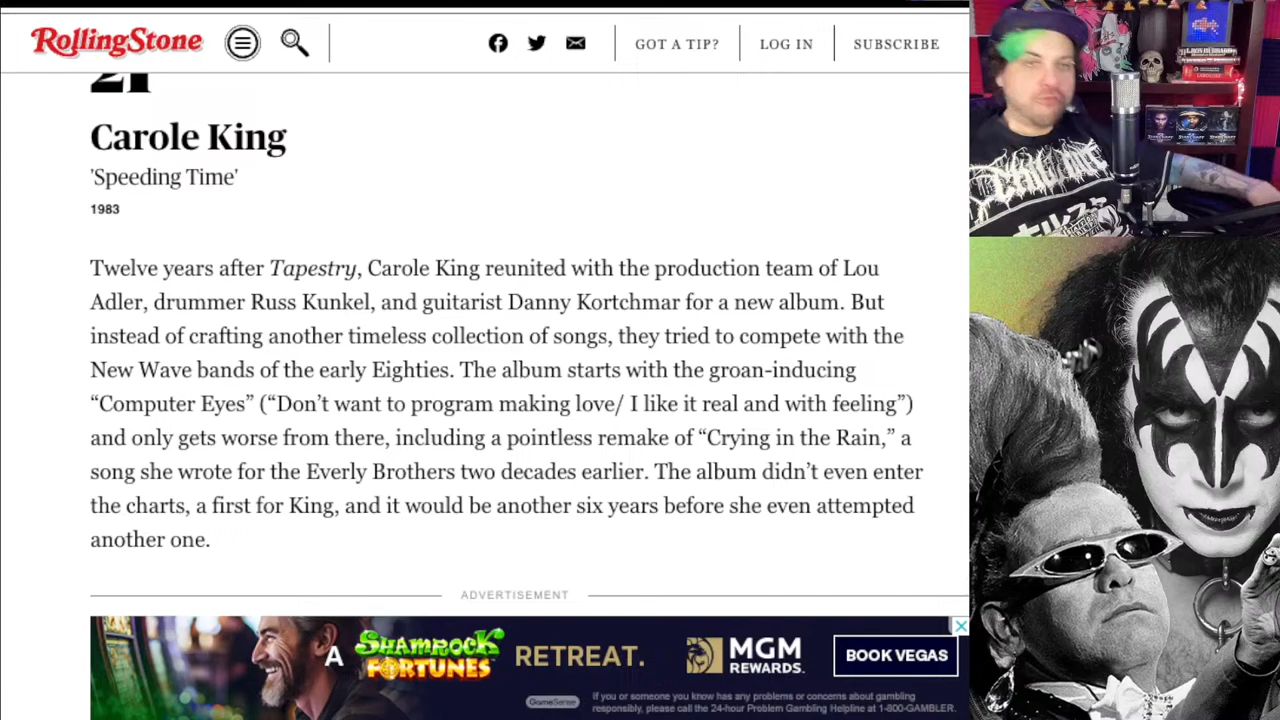 RollingStone
GOT A TIP?
LOG IN
SUBSCRIBE
21
Carole King
'Speeding Time'
1983
Twelve years after Tapestry, Carole King reunited with the production team of Lou
Adler, drummer Russ Kunkel, and guitarist Danny Kortchmar for a new album. But
instead of crafting another timeless collection of songs, they tried to compete with the
New Wave bands of the early Eighties. The album starts with the groan-inducing
“Computer Eyes” (“Don’t want to program making love/ I like it real and with feeling”)
and only gets worse from there, including a pointless remake of “Crying in the Rain,” a
song she wrote for the Everly Brothers two decades earlier. The album didn’t even enter
the charts, a first for King, and it would be another six years before she even attempted
another one.
ADVERTISEMENT
A SHAMROCK FORTUNES RETREAT.
MGM REWARDS.
BOOK VEGAS
GameSense
If you or someone you know has any problems or concerns about gambling
responsibly, please call the 24-hour Problem Gambling Helpline at 1-800-GAMBLER.